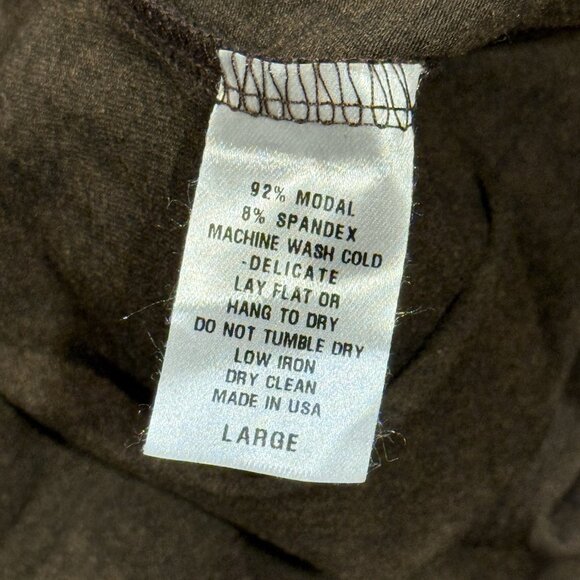 92% MODAL
8% SPANDEX
MACHINE WASH COLD
-DELICATE
LAY FLAT OR
HANG TO DRY
DO NOT TUMBLE DRY
LOW IRON
DRY CLEAN
MADE IN USA
LARGE